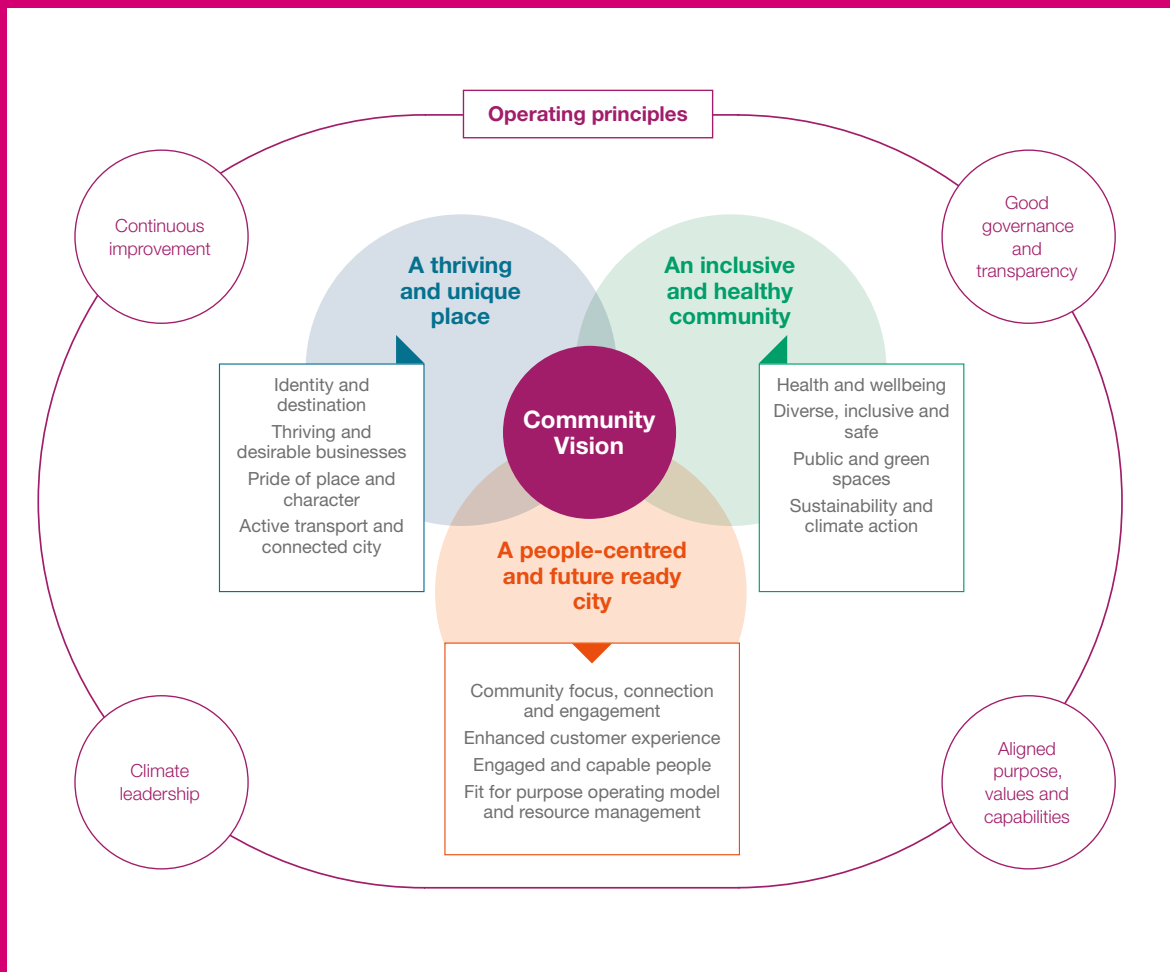 Operating principles
Continuous
improvement
Good
governance
and
transparency
A thriving
and unique
place
An inclusive
and healthy
community
Identity and
destination
Thriving and
desirable businesses
Pride of place and
character
Active transport and
connected city
Community
Vision
Health and wellbeing
Diverse, inclusive and
safe
Public and green
spaces
Sustainability and
climate action
A people-centred
and future ready
city
Community focus, connection
and engagement
Enhanced customer experience
Engaged and capable people
Fit for purpose operating model
and resource management
Climate
leadership
Aligned
purpose,
values and
capabilities